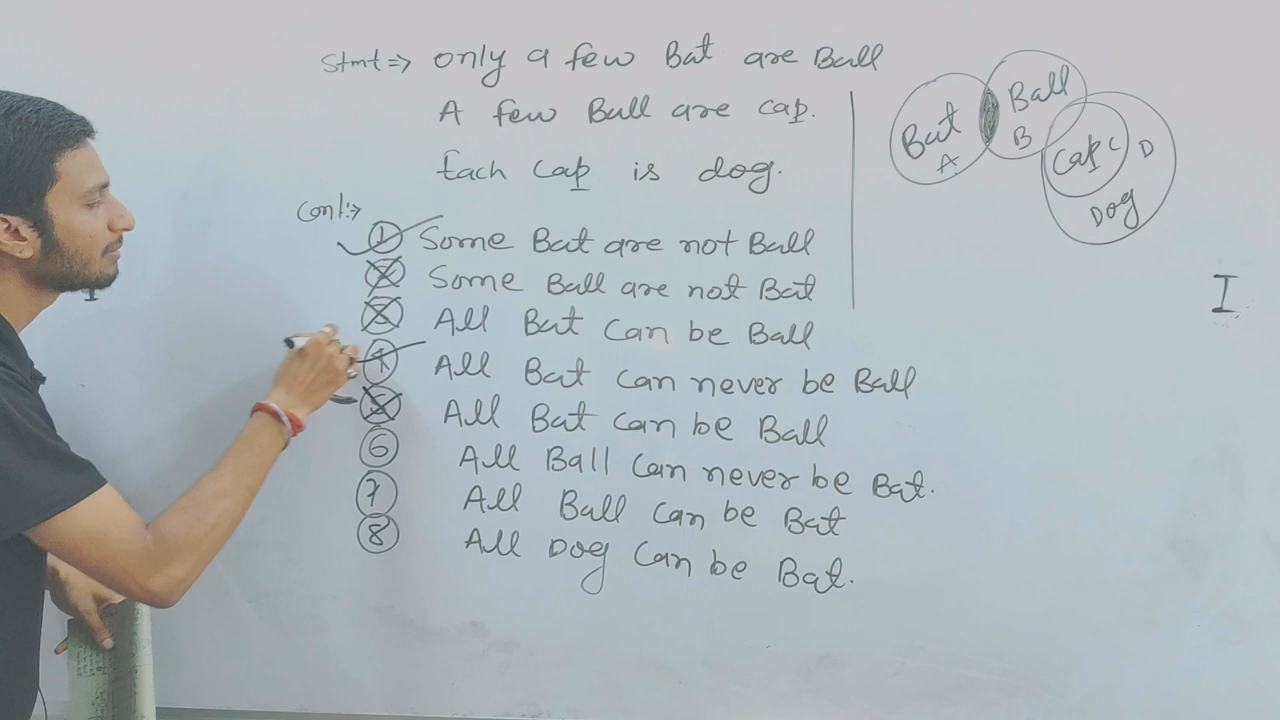 Stmt => only a few Bat are Ball
A few Ball are cap.
Each cap is dog.
Conl :->
① Some Bat are not Ball
② Some Ball are not Bat
③ All Bat can be Ball
④ All Bat can never be Ball
⑤ All Bat can be Ball
⑥ All Ball can never be Bat.
⑦ All Ball can be Bat
⑧ All Dog can be Bat.
Bat
A
Ball
B
Cap C
D
Dog
I